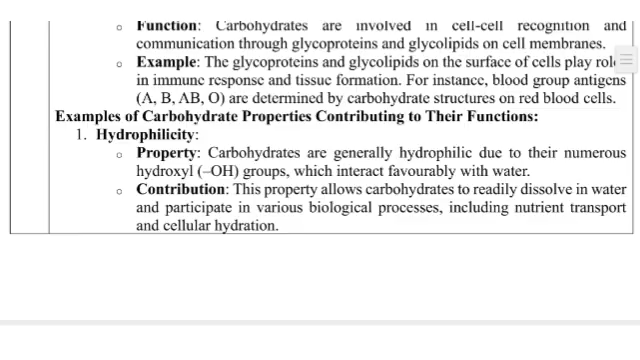 ○ Function: Carbohydrates are involved in cell-cell recognition and
communication through glycoproteins and glycolipids on cell membranes.
○ Example: The glycoproteins and glycolipids on the surface of cells play role
in immune response and tissue formation. For instance, blood group antigens
(A, B, AB, O) are determined by carbohydrate structures on red blood cells.
Examples of Carbohydrate Properties Contributing to Their Functions:
1. Hydrophilicity:
○ Property: Carbohydrates are generally hydrophilic due to their numerous
hydroxyl (–OH) groups, which interact favourably with water.
○ Contribution: This property allows carbohydrates to readily dissolve in water
and participate in various biological processes, including nutrient transport
and cellular hydration.